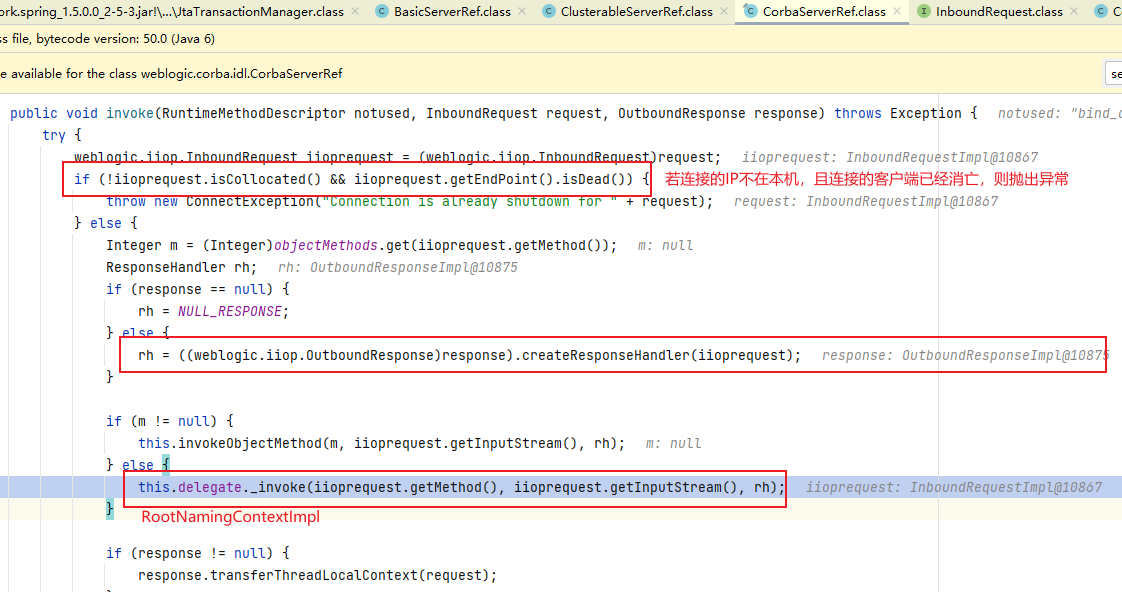 ork.spring_1.5.0.0_2-5-3.jar!\...\JtaTransactionManager.class BasicServerRef.class ClusterableServerRef.class CorbaServerRef.class InboundRequest.class C
ss file, bytecode version: 50.0 (Java 6)
e available for the class weblogic.corba.idl.CorbaServerRef se
public void invoke(RuntimeMethodDescriptor notused, InboundRequest request, OutboundResponse response) throws Exception { notused: "bind_
try {
weblogic.iiop.InboundRequest iioprequest = (weblogic.iiop.InboundRequest)request; iioprequest: InboundRequestImpl@10867
if (!iioprequest.isCollocated() && iioprequest.getEndPoint().isDead()) { 若连接的IP不在本机，且连接的客户端已经消亡，则抛出异常
throw new ConnectException("Connection is already shutdown for " + request); request: InboundRequestImpl@10867
} else {
Integer m = (Integer)objectMethods.get(iioprequest.getMethod()); m: null
ResponseHandler rh; rh: OutboundResponseImpl@10875
if (response == null) {
rh = NULL_RESPONSE;
} else {
rh = ((weblogic.iiop.OutboundResponse)response).createResponseHandler(iioprequest); response: OutboundResponseImpl@10875
}
if (m != null) {
this.invokeObjectMethod(m, iioprequest.getInputStream(), rh); m: null
} else {
this.delegate._invoke(iioprequest.getMethod(), iioprequest.getInputStream(), rh); iioprequest: InboundRequestImpl@10867
} RootNamingContextImpl
if (response != null) {
response.transferThreadLocalContext(request);